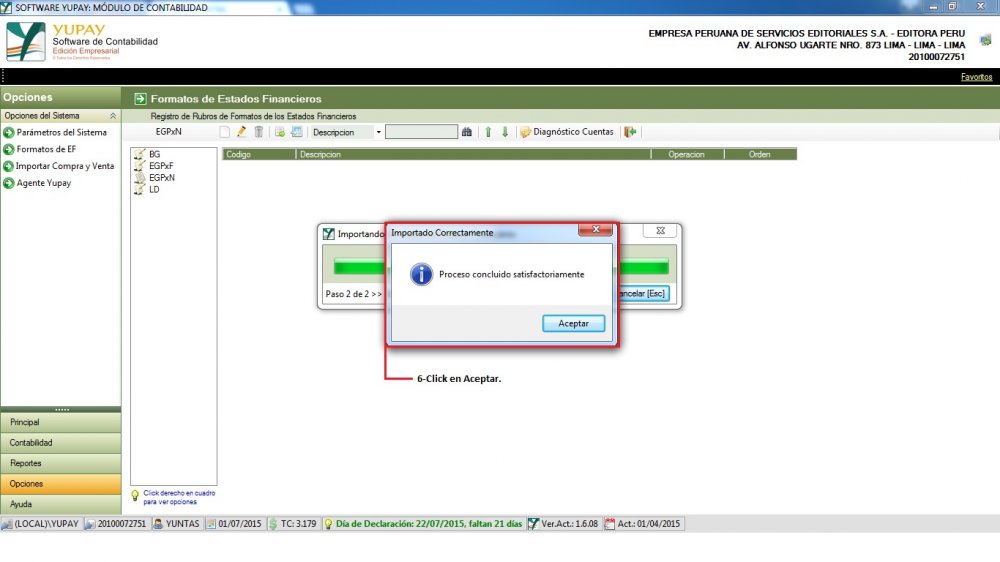 SOFTWARE YUPAY: MÓDULO DE CONTABILIDAD
YUPAY
Software de Contabilidad
Edición Empresarial
© Todos los Derechos Reservados
EMPRESA PERUANA DE SERVICIOS EDITORIALES S.A. - EDITORA PERU
AV. ALFONSO UGARTE NRO. 873 LIMA - LIMA - LIMA
20100072751
Favoritos
Opciones
Formatos de Estados Financieros
Opciones del Sistema
Registro de Rubros de Formatos de los Estados Financieros
Parámetros del Sistema
Formatos de EF
Importar Compra y Venta
Agente Yupay
EGPxN
Descripcion
Diagnóstico Cuentas
BG
EGPxF
EGPxN
LD
Codigo
Descripcion
Operacion
Orden
Importando
Importado Correctamente
Proceso concluido satisfactoriamente
Paso 2 de 2 >>
ancelar [Esc]
Aceptar
6-Click en Aceptar.
Principal
Contabilidad
Reportes
Opciones
Ayuda
Click derecho en cuadro
para ver opciones
(LOCAL)\YUPAY
20100072751
YUNTAS
01/07/2015
TC: 3.179
Día de Declaración: 22/07/2015, faltan 21 días
Ver.Act.: 1.6.08
Act.: 01/04/2015